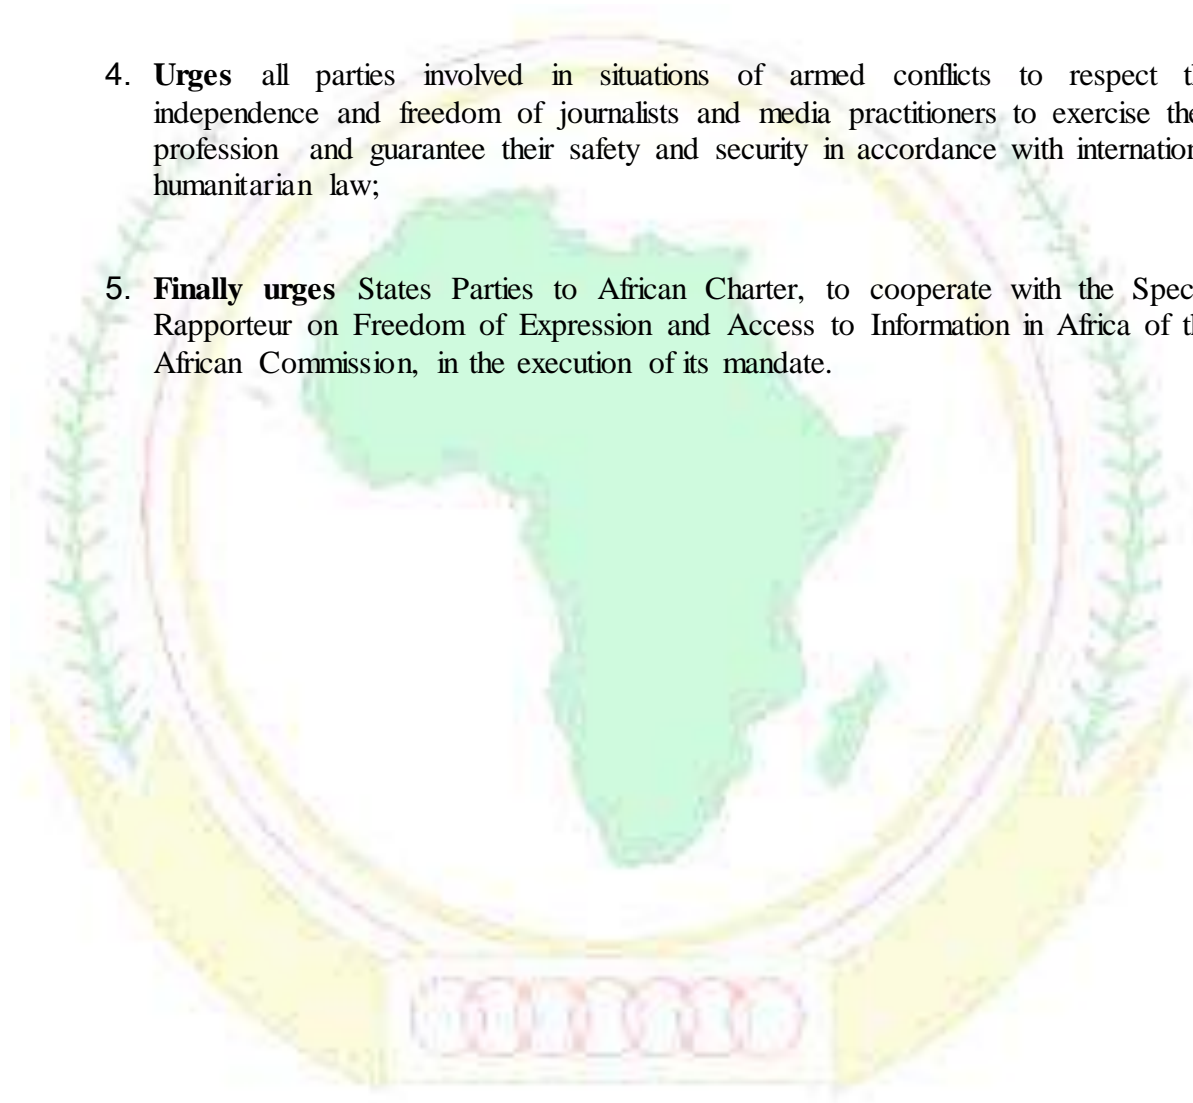 4. Urges all parties involved in situations of armed conflicts to respect
independence and freedom of journalists and media practitioners to exercise
profession and guarantee their safety and security in accordance with
humanitarian law;
5. Finally urges States Parties to African Charter, to cooperate with the
Rapporteur on Freedom of Expression and Access to Information in Africa of
African Commission, in the execution of its mandate.